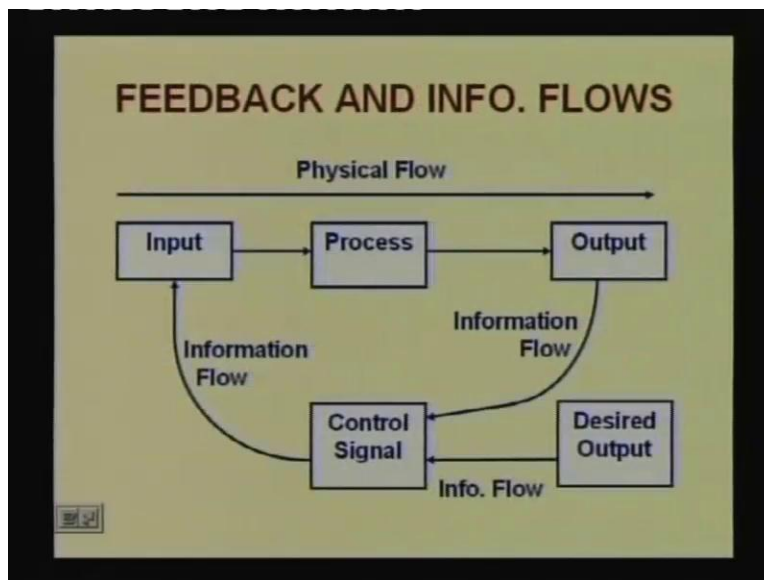 FEEDBACK AND INFO. FLOWS
Physical Flow
Input
Process
Output
Information
Flow
Information
Flow
Control
Signal
Desired
Output
Info. Flow